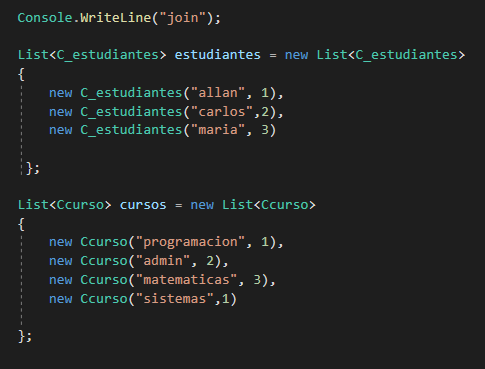 Console.WriteLine("join");
List<C_estudiantes> estudiantes = new List<C_estudiantes>
{
new C_estudiantes("allan", 1),
new C_estudiantes("carlos",2),
new C_estudiantes("maria", 3)
};
List<Ccurso> cursos = new List<Ccurso>
{
new Ccurso("programacion", 1),
new Ccurso("admin", 2),
new Ccurso("matematicas", 3),
new Ccurso("sistemas",1)
};